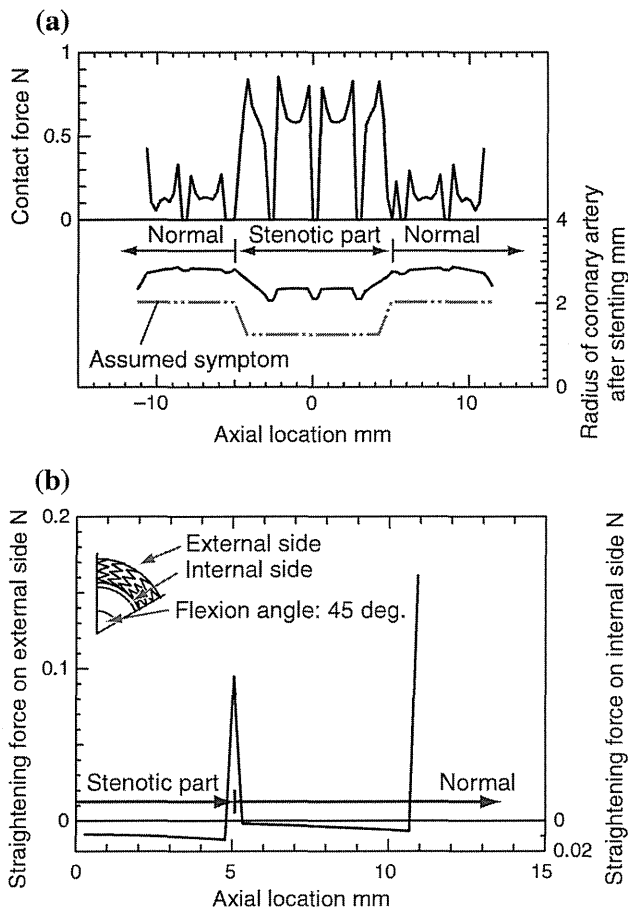 (a)
Contact force N
1
0.5
0
Normal
Stenotic part
Normal
Assumed symptom
4
2
0
Radius of coronary artery
after stenting mm
−10
0
10
Axial location mm
(b)
Straightening force on external side N
0.2
0.1
0
External side
Internal side
Flexion angle: 45 deg.
Stenotic part
Normal
0
0.02
Straightening force on internal side N
0
5
10
15
Axial location mm